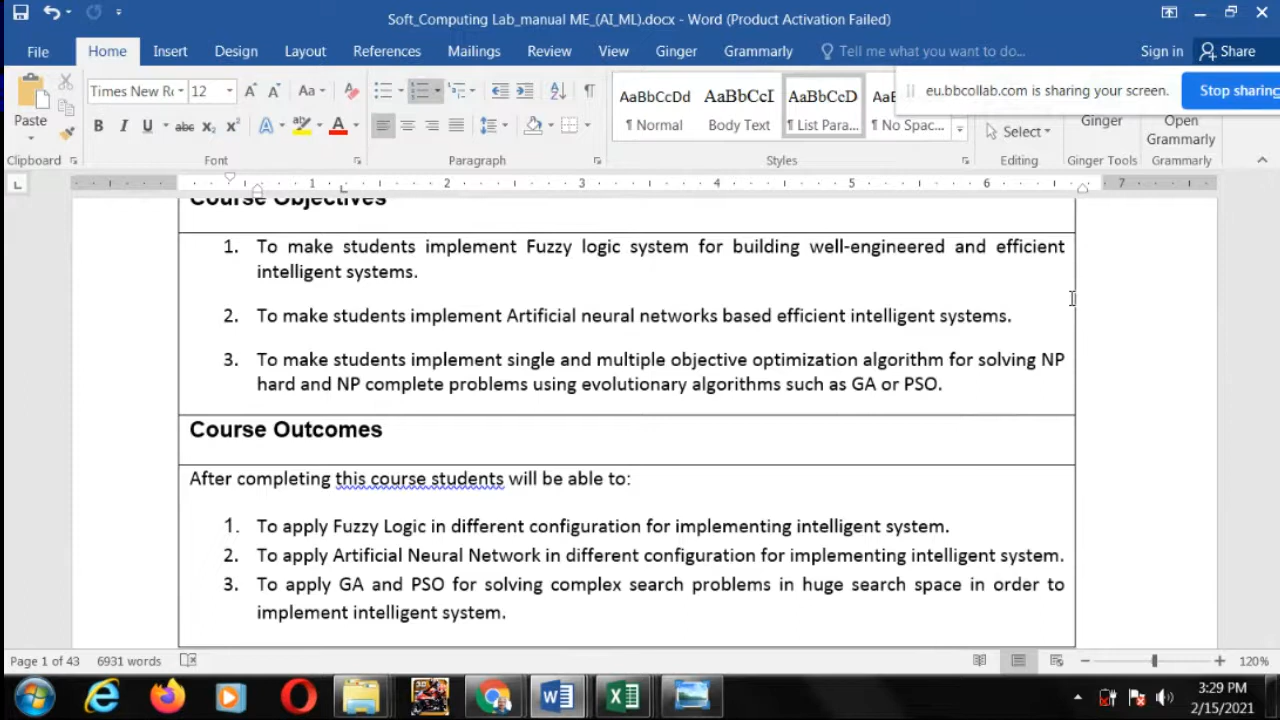 Soft_Computing Lab_manual ME_(AI_ML).docx - Word (Product Activation Failed)
File Home Insert Design Layout References Mailings Review View Ginger Grammarly Tell me what you want to do... Sign in Share
eu.bbcollab.com is sharing your screen. Stop sharing
Times New Ro 12
Paste
AaBbCcDd AaBbCcI AaBbCcD AaB
¶ Normal Body Text ¶ List Para... ¶ No Spac...
Select
Ginger
Open
Grammarly
Clipboard Font Paragraph Styles Editing Ginger Tools Grammarly
1 2 3 4 5 6 7
Course Objectives
1. To make students implement Fuzzy logic system for building well-engineered and efficient
intelligent systems.
2. To make students implement Artificial neural networks based efficient intelligent systems.
3. To make students implement single and multiple objective optimization algorithm for solving NP
hard and NP complete problems using evolutionary algorithms such as GA or PSO.
Course Outcomes
After completing this course students will be able to:
1. To apply Fuzzy Logic in different configuration for implementing intelligent system.
2. To apply Artificial Neural Network in different configuration for implementing intelligent system.
3. To apply GA and PSO for solving complex search problems in huge search space in order to
implement intelligent system.
Page 1 of 43 6931 words 120%
3:29 PM
2/15/2021